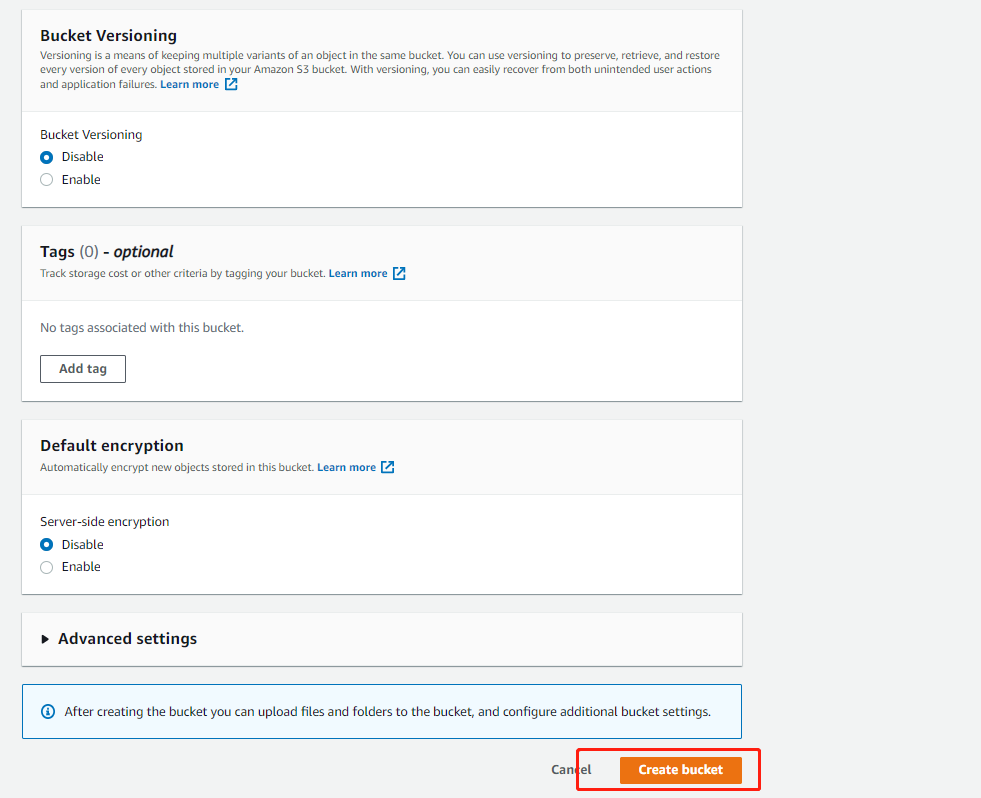 Bucket Versioning
Versioning is a means of keeping multiple variants of an object in the same bucket. You can use versioning to preserve, retrieve, and restore
every version of every object stored in your Amazon S3 bucket. With versioning, you can easily recover from both unintended user actions
and application failures. Learn more
Bucket Versioning
Disable
Enable
Tags (0) - optional
Track storage cost or other criteria by tagging your bucket. Learn more
No tags associated with this bucket.
Add tag
Default encryption
Automatically encrypt new objects stored in this bucket. Learn more
Server-side encryption
Disable
Enable
Advanced settings
After creating the bucket you can upload files and folders to the bucket, and configure additional bucket settings.
Cancel Create bucket